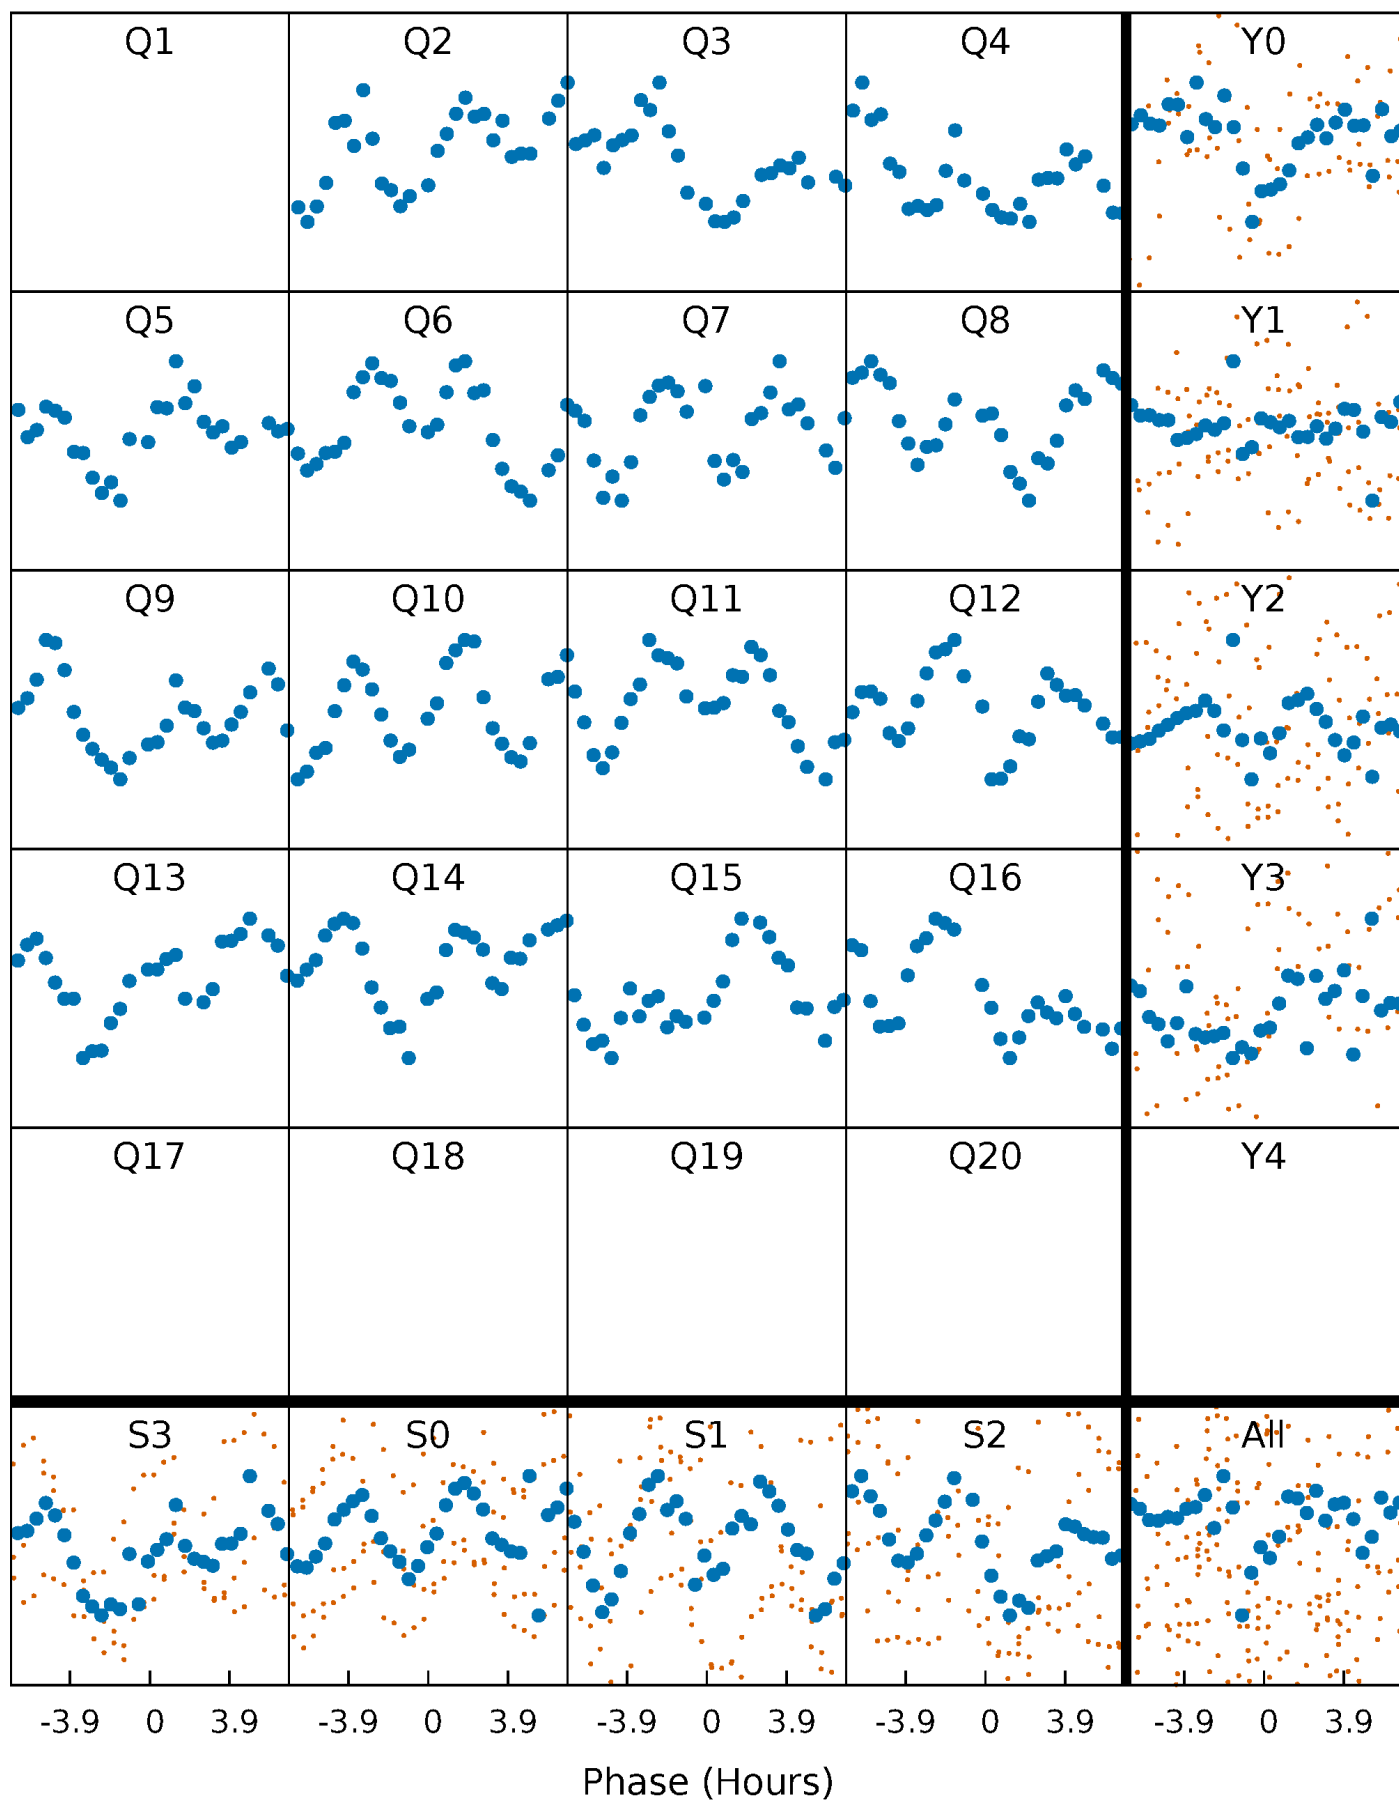 Q1 Q2 Q3 Q4 Y0
Q5 Q6 Q7 Q8 Y1
Q9 Q10 Q11 Q12 Y2
Q13 Q14 Q15 Q16 Y3
Q17 Q18 Q19 Q20 Y4
S3 S0 S1 S2 All
-3.9 0 3.9 -3.9 0 3.9 -3.9 0 3.9 -3.9 0 3.9 -3.9 0 3.9
Phase (Hours)